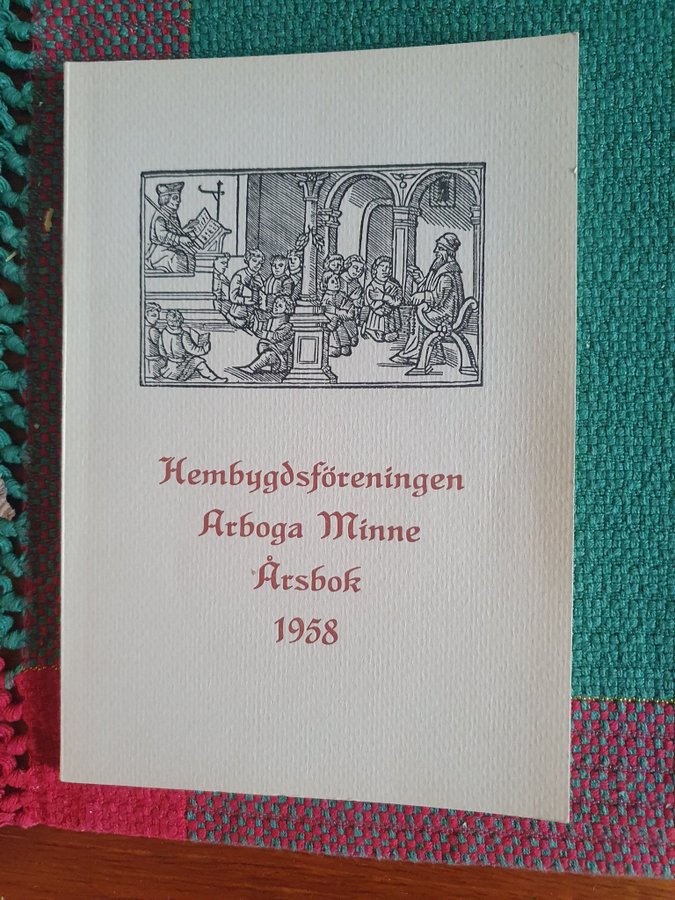 Hembygdsföreningen
Arboga Minne
Årsbok
1958